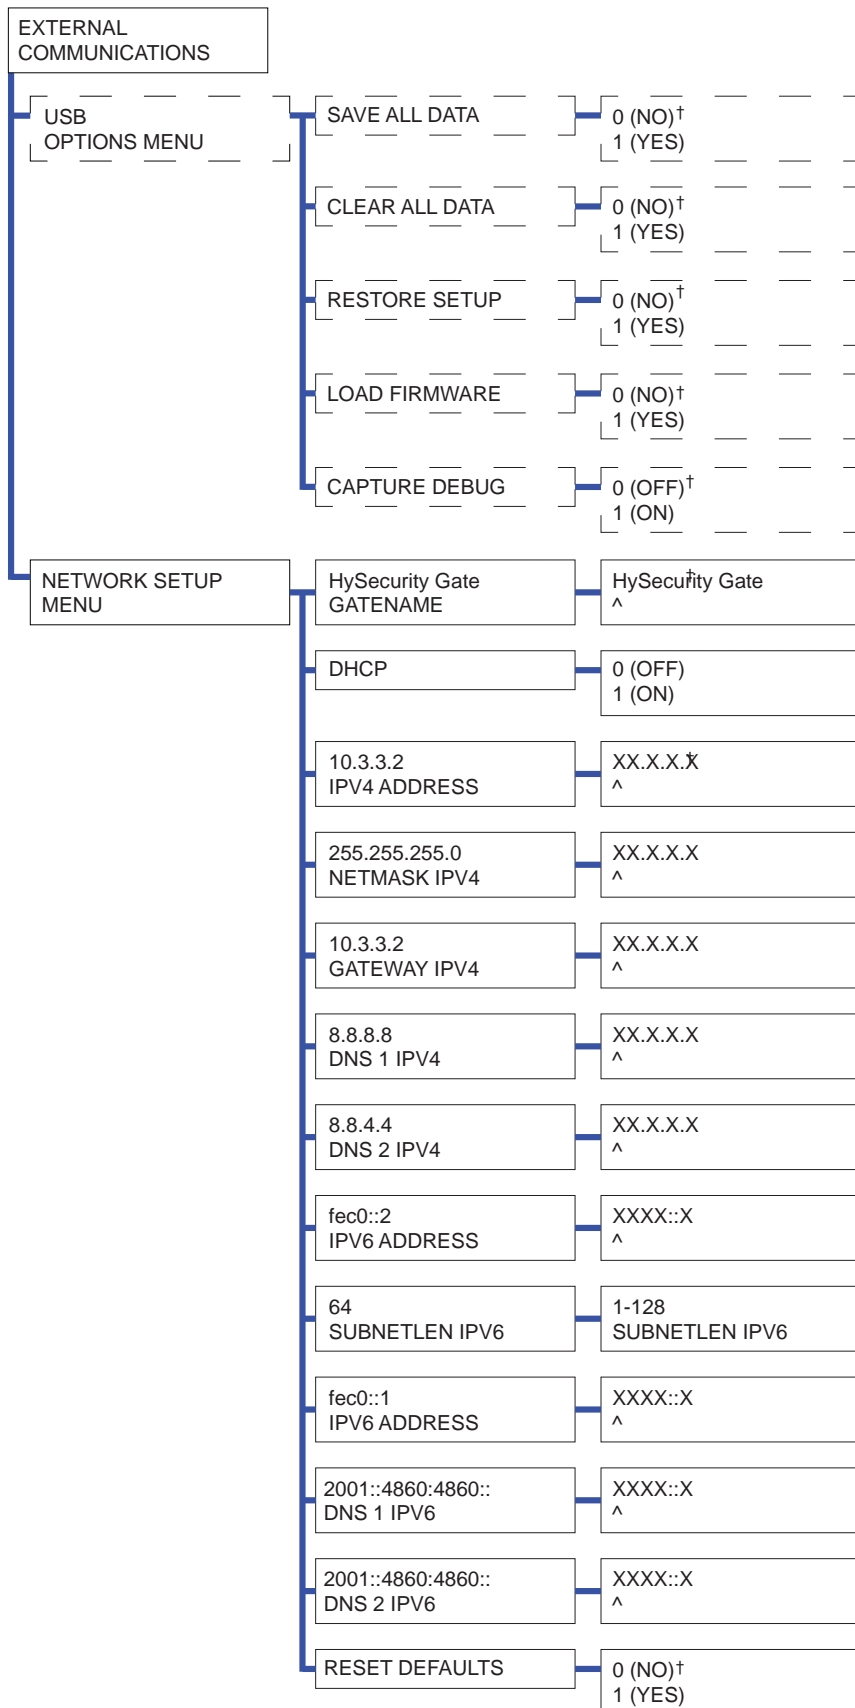 EXTERNAL
COMMUNICATIONS
USB
OPTIONS MENU
SAVE ALL DATA
0 (NO)†
1 (YES)
CLEAR ALL DATA
0 (NO)†
1 (YES)
RESTORE SETUP
0 (NO)†
1 (YES)
LOAD FIRMWARE
0 (NO)†
1 (YES)
CAPTURE DEBUG
0 (OFF)†
1 (ON)
NETWORK SETUP
MENU
HySecurity Gate
GATENAME
HySecurity Gate†
^
DHCP
0 (OFF)
1 (ON)
10.3.3.2
IPV4 ADDRESS
XX.X.X.X†
^
255.255.255.0
NETMASK IPV4
XX.X.X.X
^
10.3.3.2
GATEWAY IPV4
XX.X.X.X
^
8.8.8.8
DNS 1 IPV4
XX.X.X.X
^
8.8.4.4
DNS 2 IPV4
XX.X.X.X
^
fec0::2
IPV6 ADDRESS
XXXX::X
^
64
SUBNETLEN IPV6
1-128
SUBNETLEN IPV6
fec0::1
IPV6 ADDRESS
XXXX::X
^
2001::4860:4860::
DNS 1 IPV6
XXXX::X
^
2001::4860:4860::
DNS 2 IPV6
XXXX::X
^
RESET DEFAULTS
0 (NO)†
1 (YES)